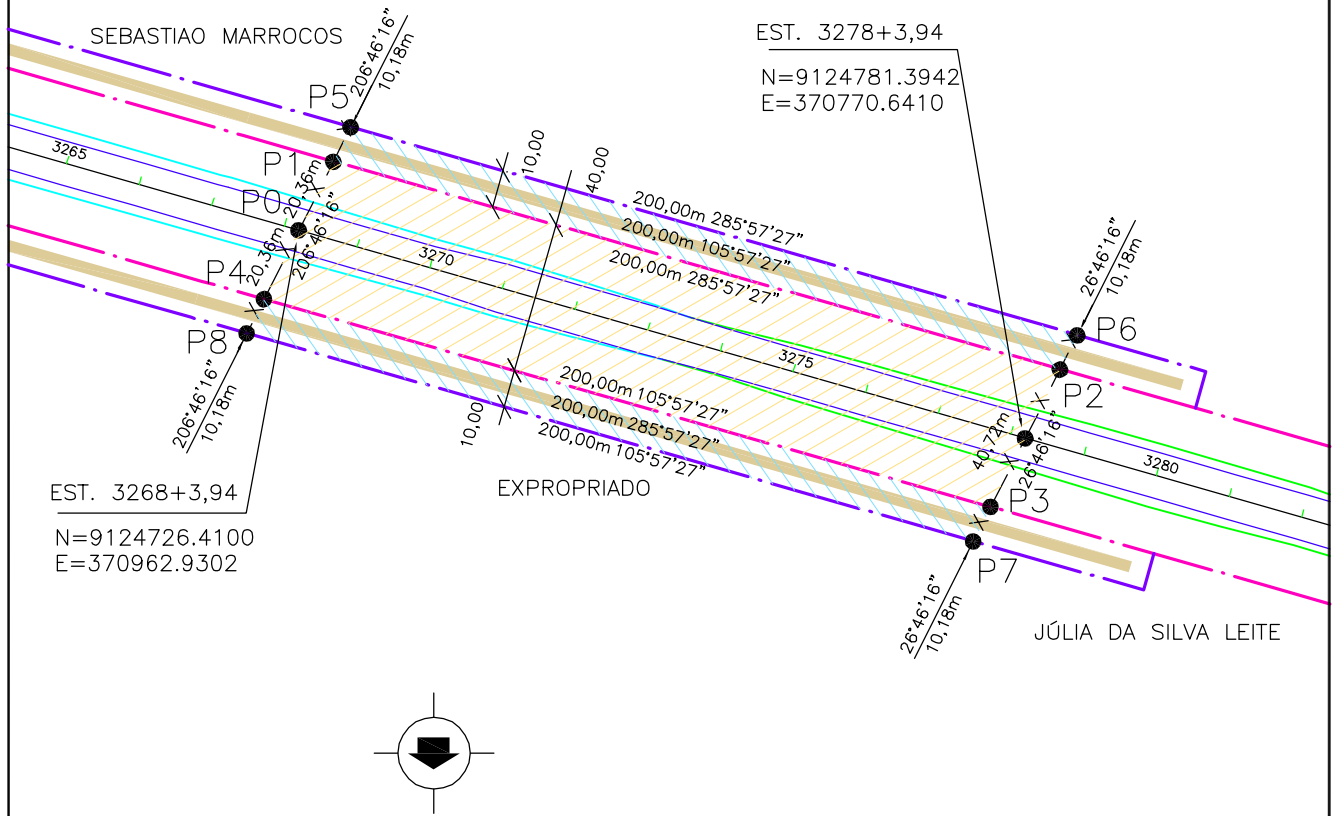 SEBASTIAO MARROCOS
206°46'16"
10,18m
EST. 3278+3,94
N=9124781.3942
E=370770.6410
P5
P1
P0
P4
P8
3265
20,36m
20,36m
206°46'16"
10,00
40,00
3270
200,00m 285°57'27"
200,00m 105°57'27"
200,00m 285°57'27"
26°46'16"
10,18m
P6
P2
3275
200,00m 105°57'27"
200,00m 285°57'27"
200,00m 105°57'27"
10,00
206°46'16"
10,18m
40,72m
26°46'16"
3280
P3
P7
EST. 3268+3,94
N=9124726.4100
E=370962.9302
EXPROPRIADO
26°46'16"
10,18m
JÚLIA DA SILVA LEITE